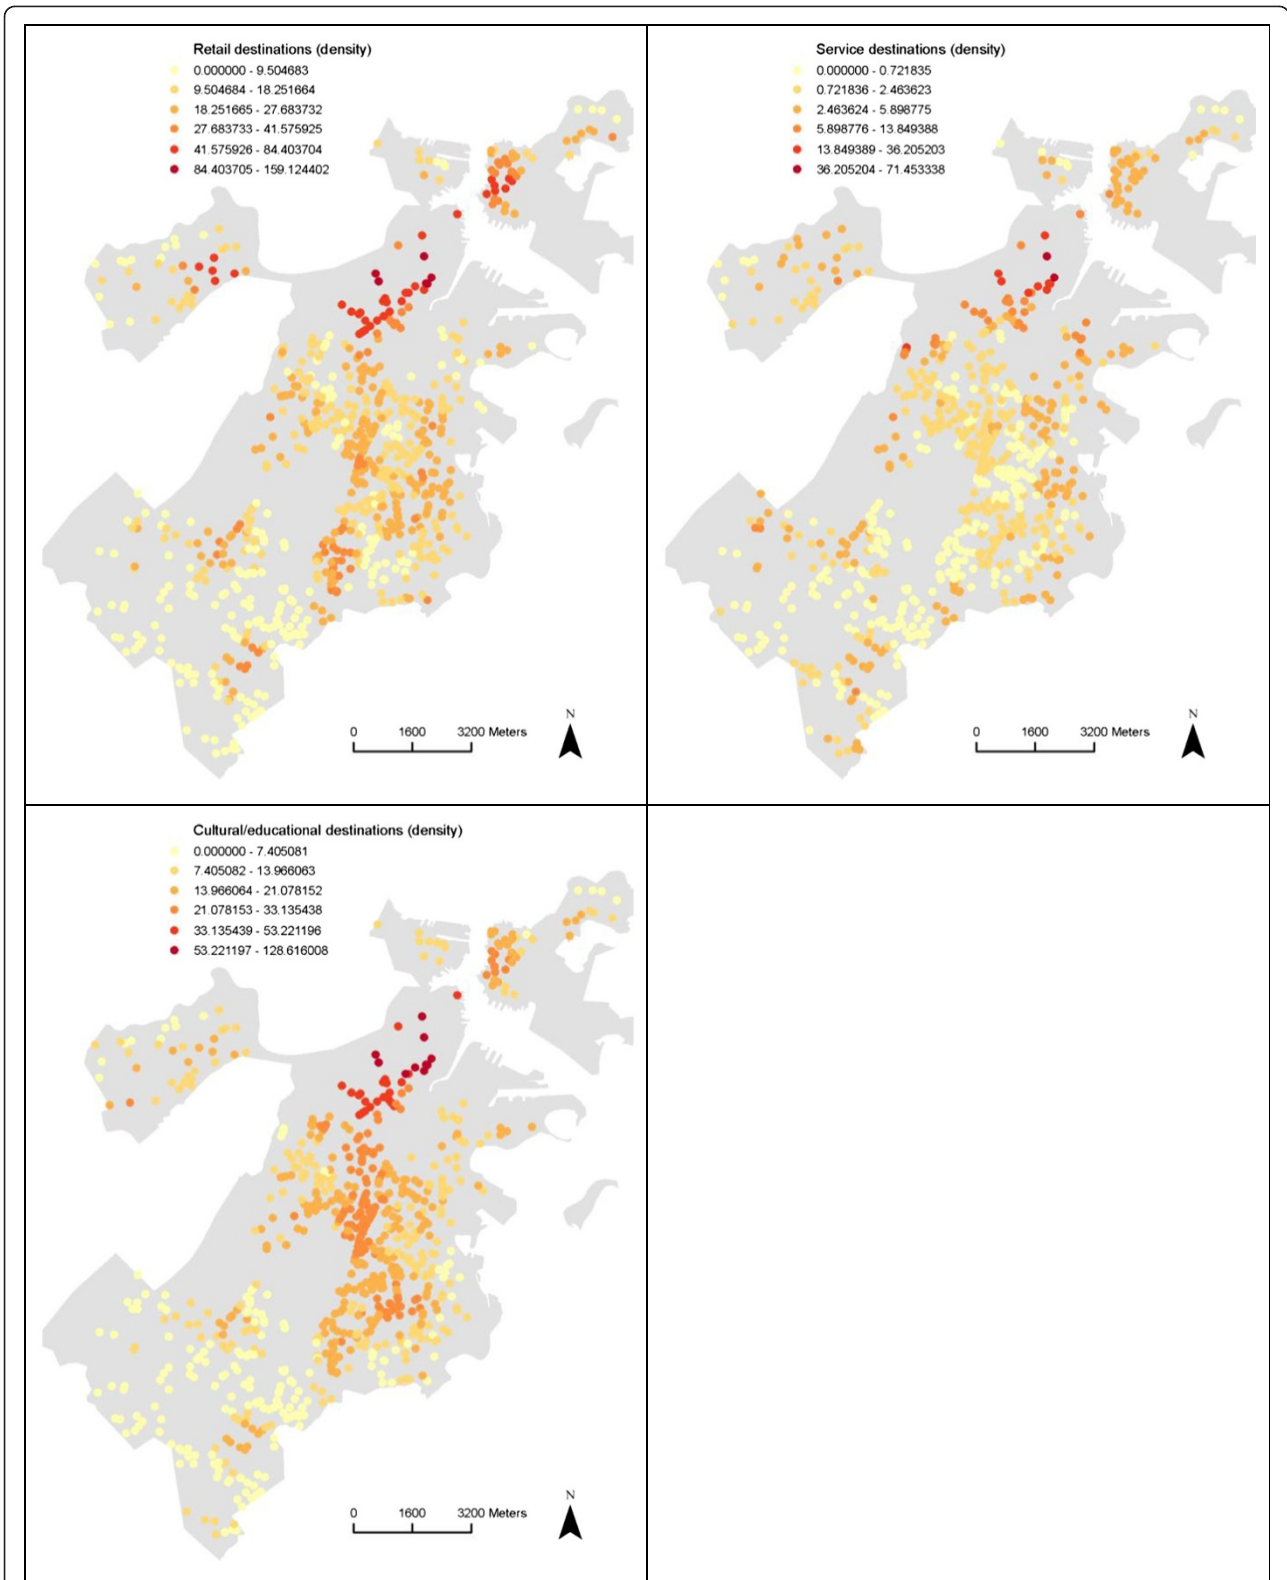 Retail destinations (density)
0.000000 - 9.504683
9.504684 - 18.251664
18.251665 - 27.683732
27.683733 - 41.575925
41.575926 - 84.403704
84.403705 - 159.124402
N
0 1600 3200 Meters
Service destinations (density)
0.000000 - 0.721835
0.721836 - 2.463623
2.463624 - 5.898775
5.898776 - 13.849388
13.849389 - 36.205203
36.205204 - 71.453338
N
0 1600 3200 Meters
Cultural/educational destinations (density)
0.000000 - 7.405081
7.405082 - 13.966063
13.966064 - 21.078152
21.078153 - 33.135438
33.135439 - 53.221196
53.221197 - 128.616008
N
0 1600 3200 Meters